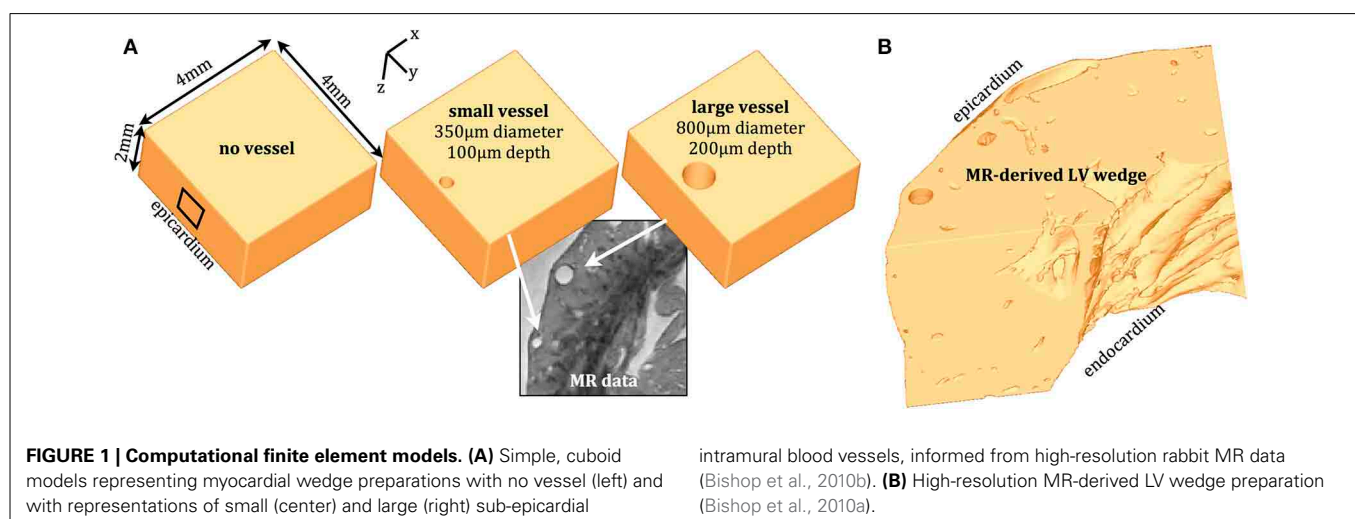 A
4mm
4mm
2mm
x
y
z
no vessel
epicardium
small vessel
350µm diameter
100µm depth
large vessel
800µm diameter
200µm depth
MR data
B
epicardium
MR-derived LV wedge
endocardium
FIGURE 1 | Computational finite element models. (A) Simple, cuboid
models representing myocardial wedge preparations with no vessel (left) and
with representations of small (center) and large (right) sub-epicardial
intramural blood vessels, informed from high-resolution rabbit MR data
(Bishop et al., 2010b). (B) High-resolution MR-derived LV wedge preparation
(Bishop et al., 2010a).